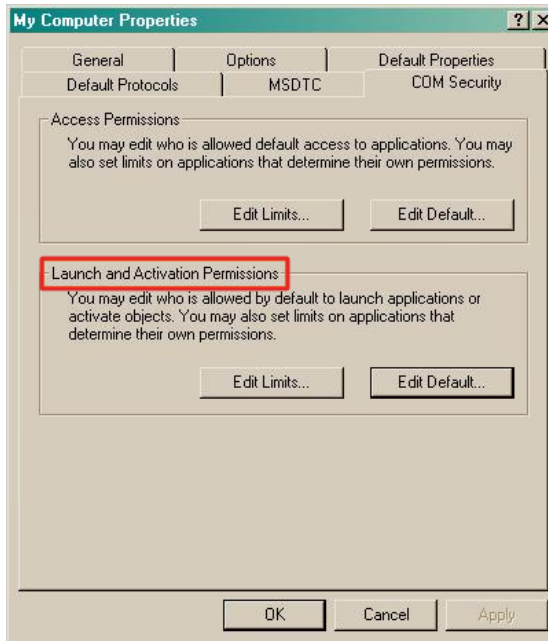 My Computer Properties
General Options Default Properties
Default Protocols MSDTC COM Security
Access Permissions
You may edit who is allowed default access to applications. You may
also set limits on applications that determine their own permissions.
Edit Limits... Edit Default...
Launch and Activation Permissions
You may edit who is allowed by default to launch applications or
activate objects. You may also set limits on applications that
determine their own permissions.
Edit Limits... Edit Default...
OK Cancel Apply